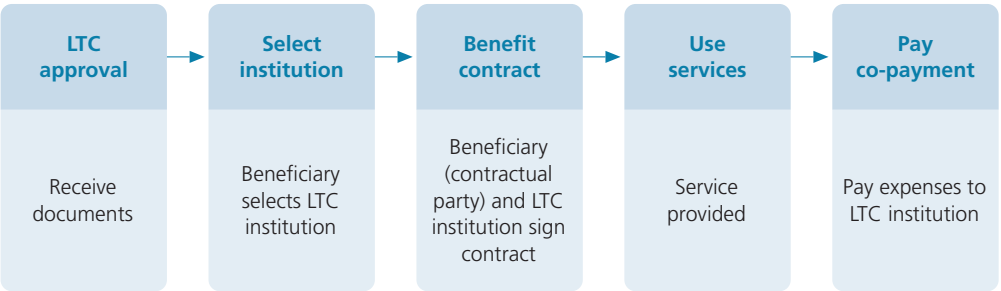 LTC
approval
Select
institution
Benefit
contract
Use
services
Pay
co-payment
Receive
documents
Beneficiary
selects LTC
institution
Beneficiary
(contractual
party) and LTC
institution sign
contract
Service
provided
Pay expenses to
LTC institution